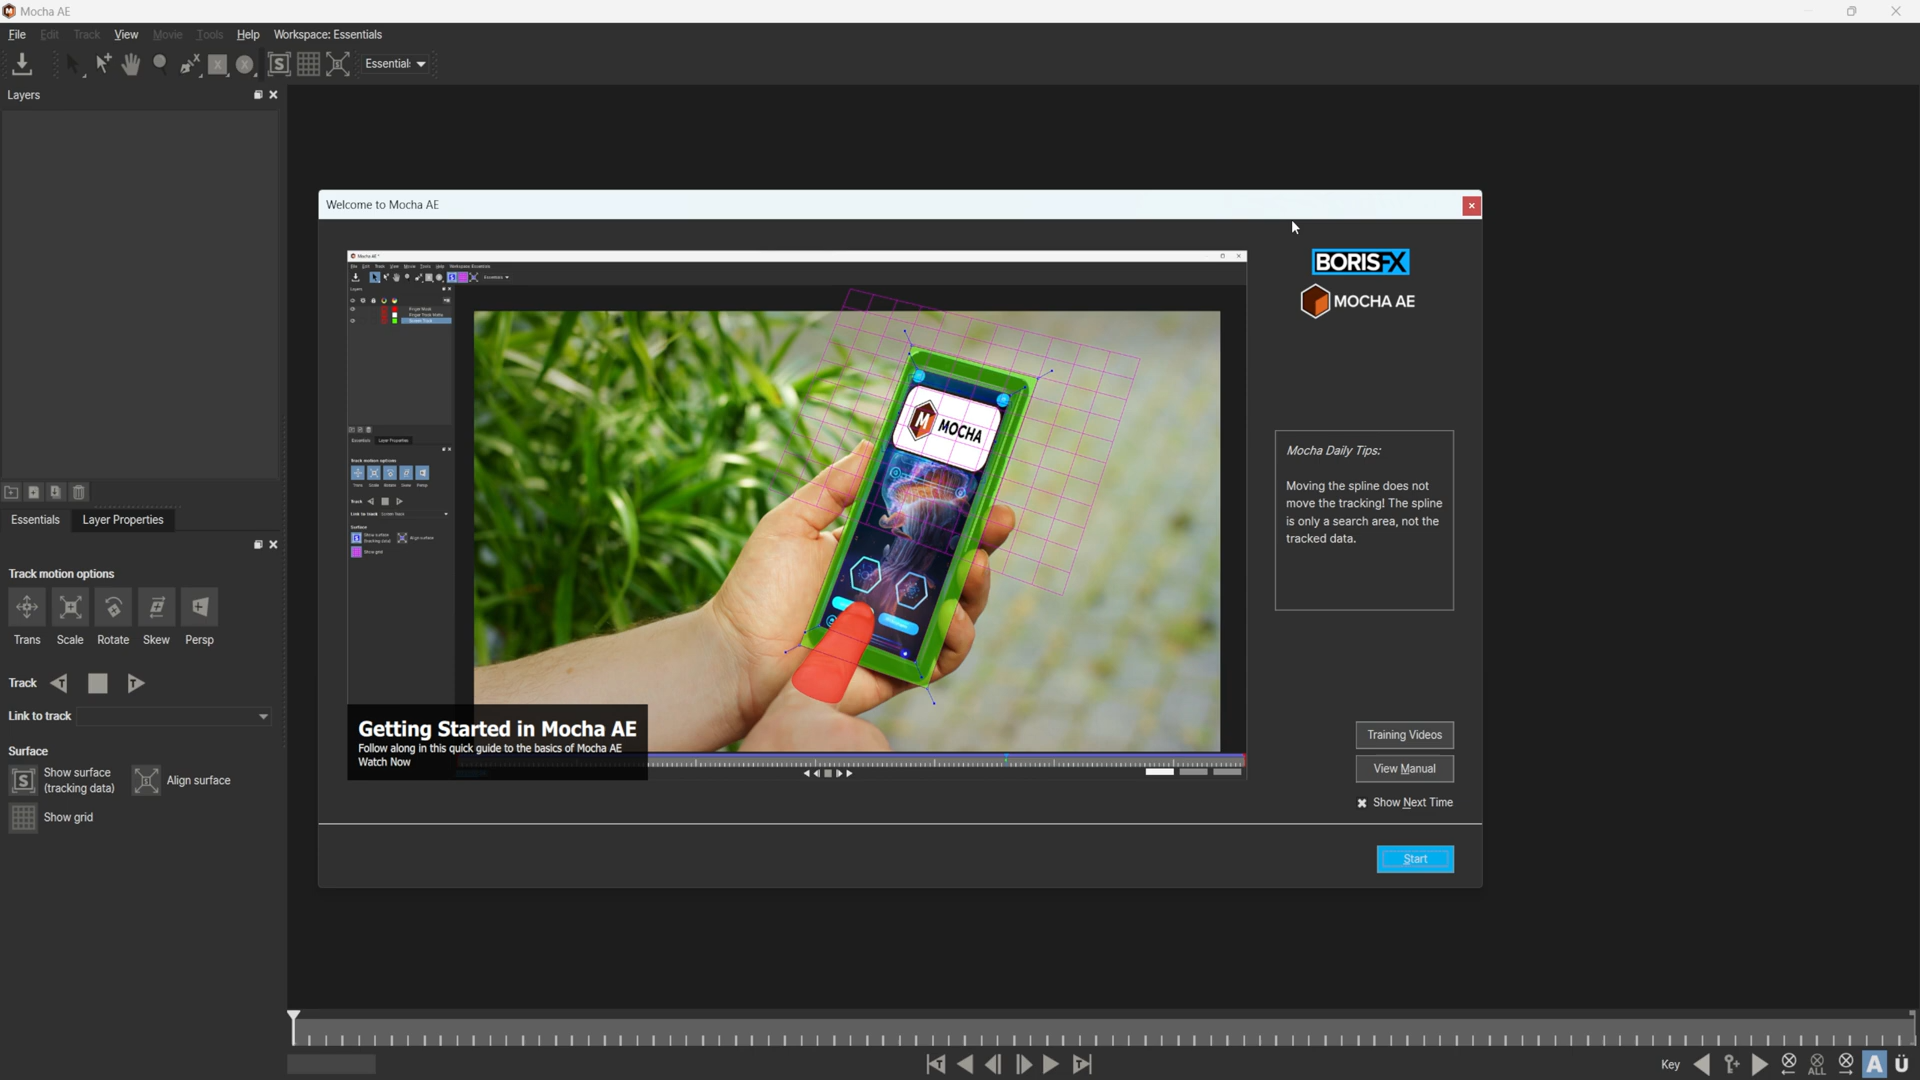 Mocha AE
File Edit Track View Movie Tools Help Workspace: Essentials
Essential
Layers
Essentials Layer Properties
Track motion options
Trans Scale Rotate Skew Persp
Track
Link to track
Surface
Show surface
(tracking data)
Align surface
Show grid
Welcome to Mocha AE
M MOCHA
Getting Started in Mocha AE
Follow along in this quick guide to the basics of Mocha AE
Watch Now
BORISFX
MOCHA AE
Mocha Daily Tips:
Moving the spline does not
move the tracking! The spline
is only a search area, not the
tracked data.
Training Videos
View Manual
Show Next Time
Start
Key
ALL
A
Ü